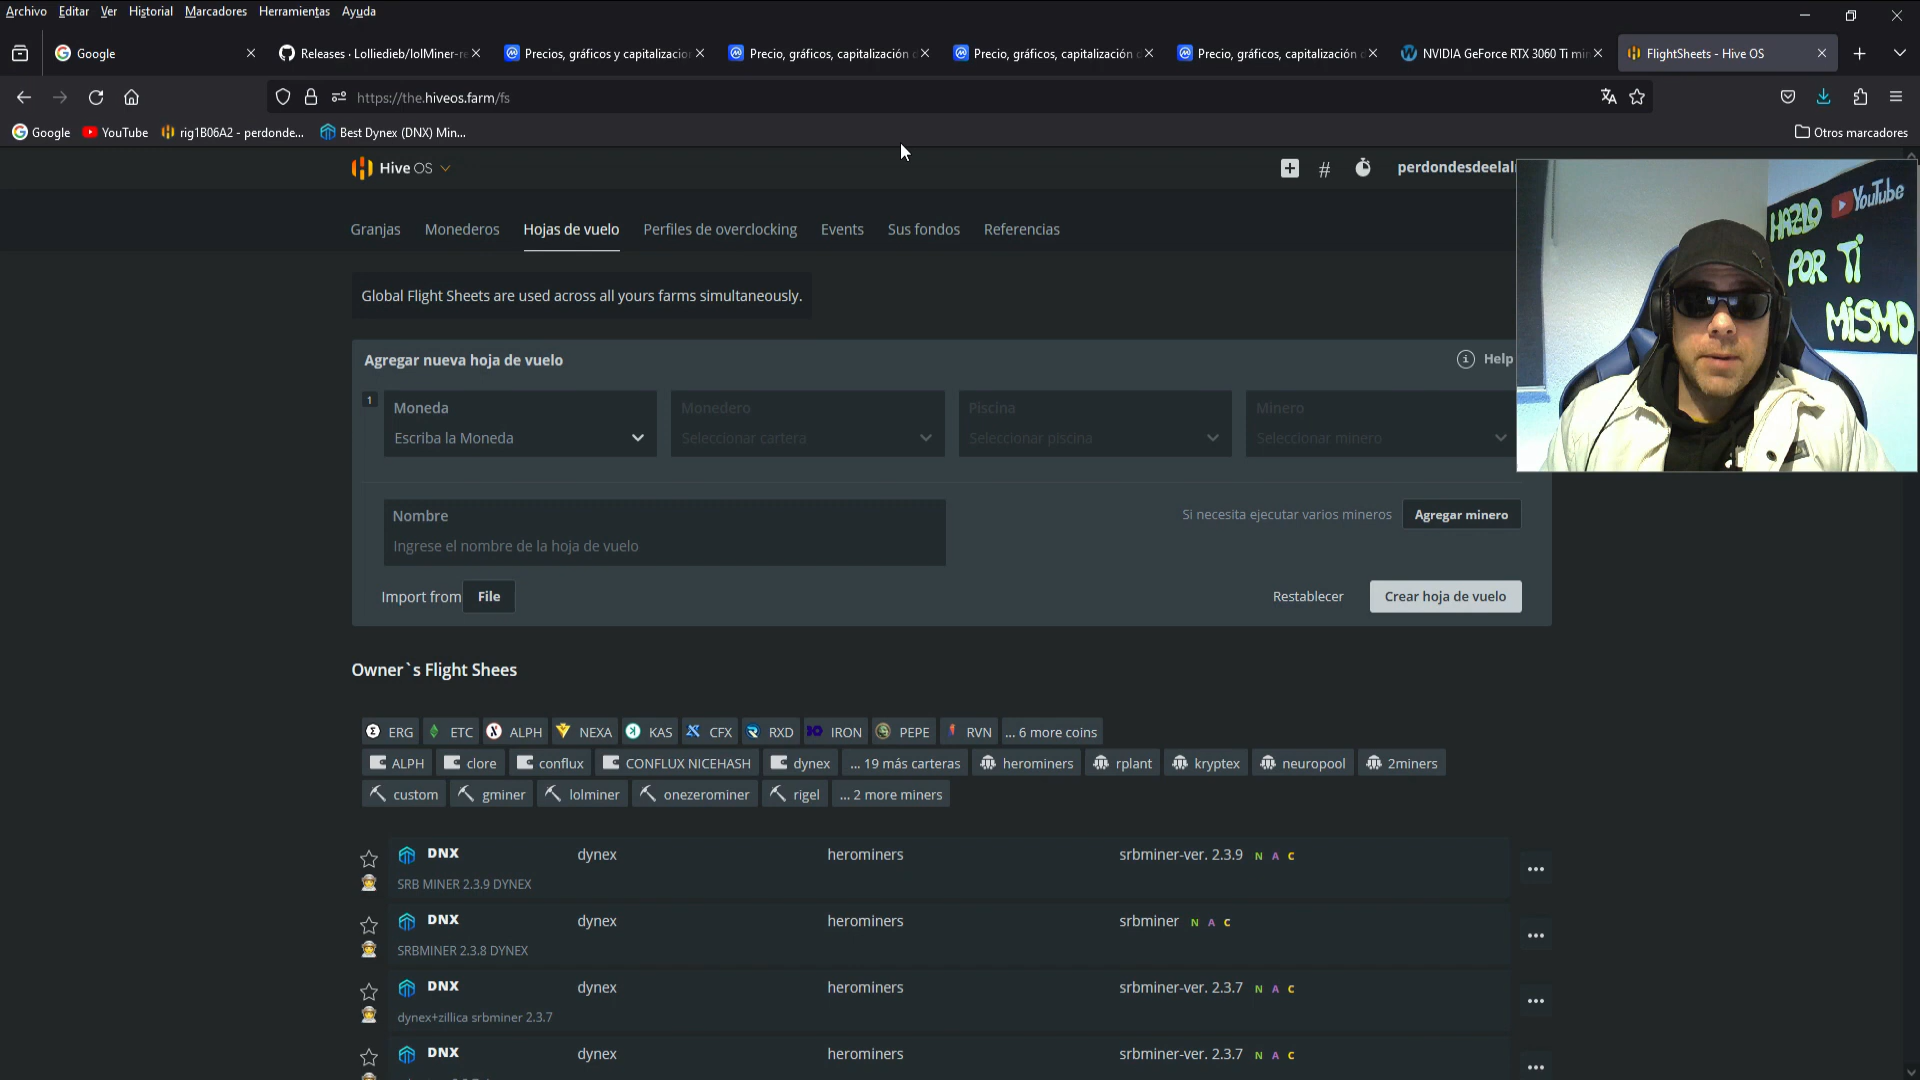 Archivo Editar Ver Historial Marcadores Herramientas Ayuda
Google
Releases · Lolliedieb/lolMiner-re
Precios, gráficos y capitalizacio
Precio, gráficos, capitalización d
Precio, gráficos, capitalización d
Precio, gráficos, capitalización d
NVIDIA GeForce RTX 3060 Ti min
FlightSheets - Hive OS
https://the.hiveos.farm/fs
Google YouTube rig1B06A2 - perdonde... Best Dynex (DNX) Min... Otros marcadores
Hive OS
perdondesdeelali
Granjas Monederos Hojas de vuelo Perfiles de overclocking Events Sus fondos Referencias
Global Flight Sheets are used across all yours farms simultaneously.
Agregar nueva hoja de vuelo
Help
1
Moneda Monedero Piscina Minero
Escriba la Moneda Seleccionar cartera Seleccionar piscina Seleccionar minero
Nombre
Ingrese el nombre de la hoja de vuelo
Si necesita ejecutar varios mineros Agregar minero
Import from File
Restablecer Crear hoja de vuelo
Owner`s Flight Shees
ERG ETC ALPH NEXA KAS CFX RXD IRON PEPE RVN ... 6 more coins
ALPH clore conflux CONFLUX NICEHASH dynex ... 19 más carteras herominers rplant kryptex neuropool 2miners
custom gminer lolminer onezerominer rigel ... 2 more miners
DNX dynex herominers srbminer-ver. 2.3.9 N A C
SRB MINER 2.3.9 DYNEX
DNX dynex herominers srbminer N A C
SRBMINER 2.3.8 DYNEX
DNX dynex herominers srbminer-ver. 2.3.7 N A C
dynex+zillica srbminer 2.3.7
DNX dynex herominers srbminer-ver. 2.3.7 N A C
YouTube
HAZLO
POR TI
MISMO